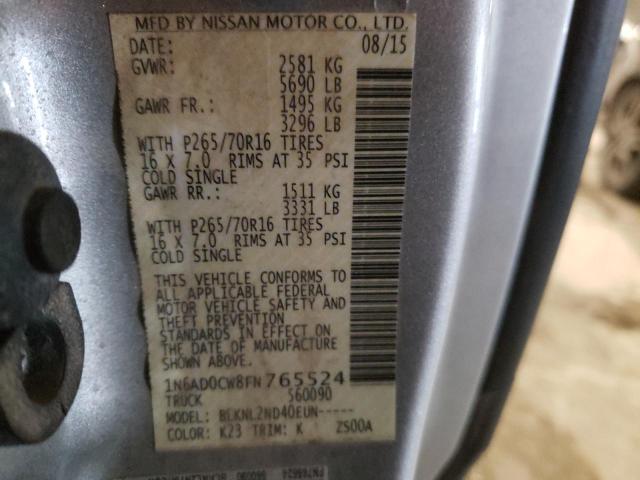 MFD BY NISSAN MOTOR CO., LTD.
DATE: 08/15
GVWR: 2581 KG
5690 LB
GAWR FR.: 1495 KG
3296 LB
WITH P265/70R16 TIRES
16 X 7.0 RIMS AT 35 PSI
COLD SINGLE
GAWR RR.: 1511 KG
3331 LB
WITH P265/70R16 TIRES
16 X 7.0 RIMS AT 35 PSI
COLD SINGLE
THIS VEHICLE CONFORMS TO
ALL APPLICABLE FEDERAL
MOTOR VEHICLE SAFETY AND
THEFT PREVENTION
STANDARDS IN EFFECT ON
THE DATE OF MANUFACTURE
SHOWN ABOVE.
1N6AD0CW8FN765524
TRUCK 560090
MODEL: BLKNL2ND40EUN-----
COLOR: K23 TRIM: K ZS00A